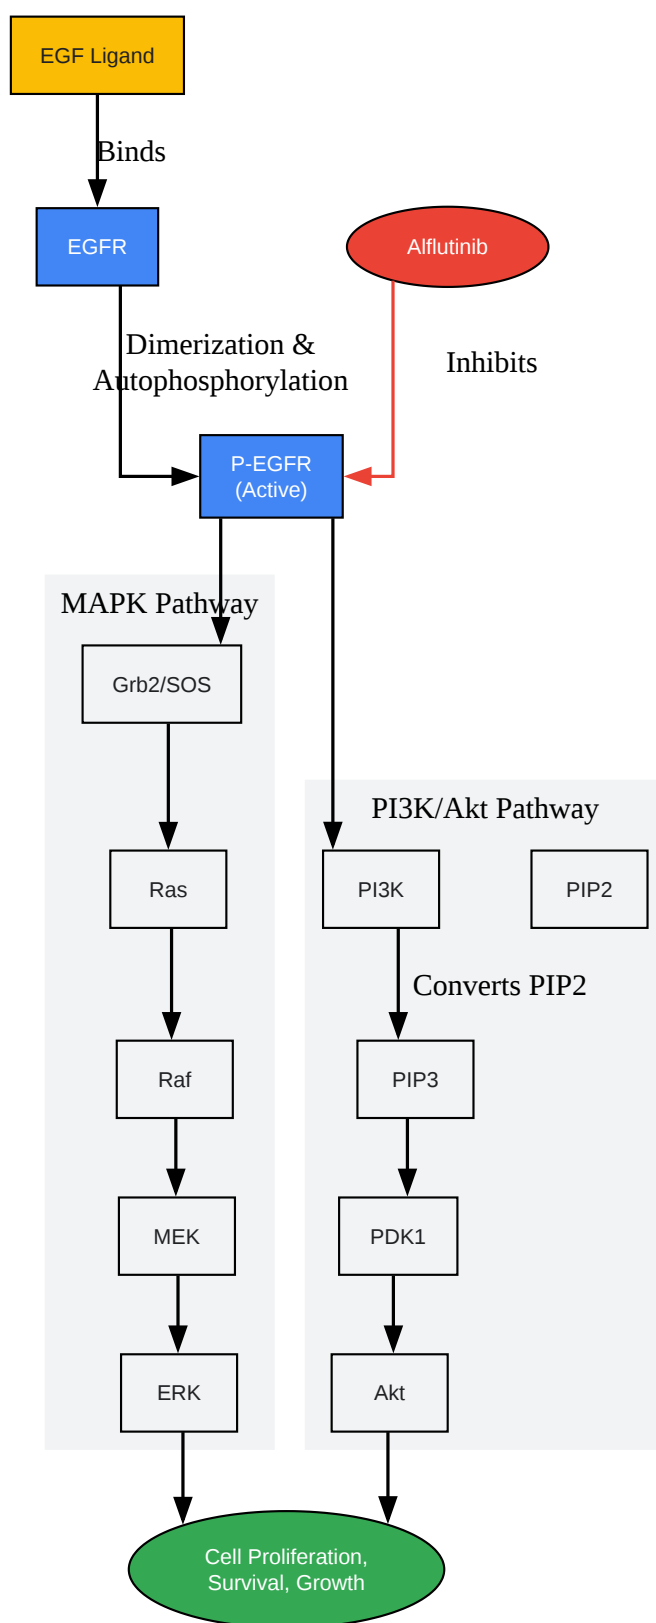 EGF Ligand
Binds
EGFR
Alflutinib
Dimerization &
Autophosphorylation
Inhibits
P-EGFR
(Active)
MAPK Pathway
Grb2/SOS
PI3K/Akt Pathway
Ras
PI3K
PIP2
Converts PIP2
Raf
PIP3
MEK
PDK1
ERK
Akt
Cell Proliferation,
Survival, Growth